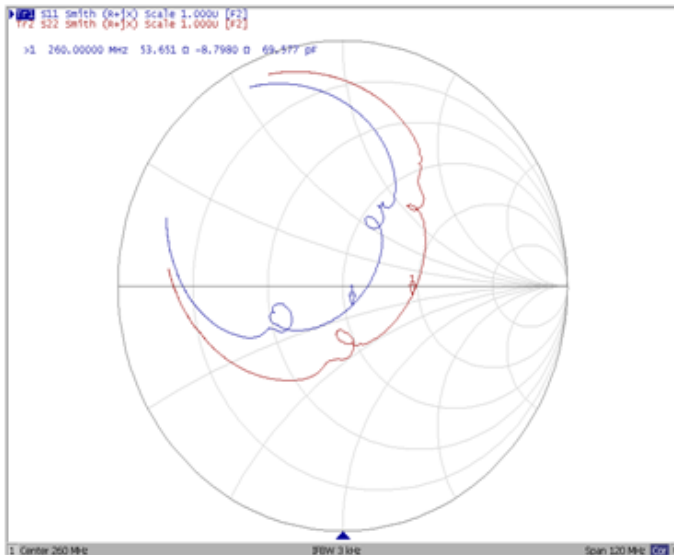 Tr1 S11 Smith (R+jX) Scale 1.000U [F2]
Tr2 S22 Smith (R+jX) Scale 1.000U [F2]
>1 260.00000 MHz 53.651 Ω -8.7980 Ω 69.577 pF
1
1
1 Center 260 MHz IFBW 3 kHz Span 120 MHz Cor